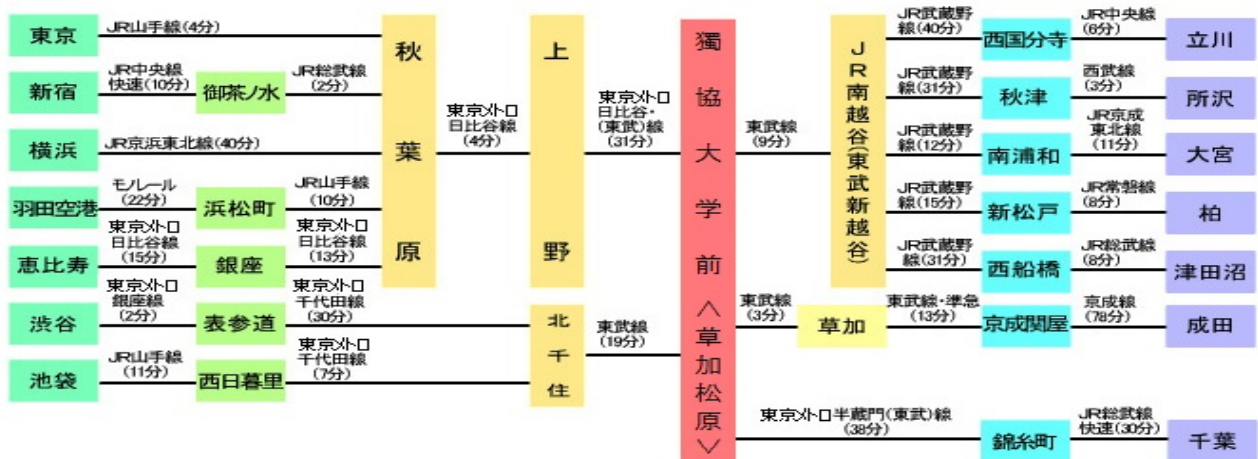 東京
JR山手線(4分)
新宿
JR中央線
快速(10分)
御茶ノ水
JR総武線
(2分)
横浜
JR京浜東北線(40分)
羽田空港
モノレール
(22分)
浜松町
JR山手線
(10分)
恵比寿
東京メトロ
日比谷線
(15分)
銀座
東京メトロ
日比谷線
(13分)
渋谷
東京メトロ
銀座線
(2分)
表参道
東京メトロ
千代田線
(30分)
池袋
JR山手線
(11分)
西日暮里
東京メトロ
千代田線
(7分)
秋葉原
東京メトロ
日比谷線
(4分)
上野
東京メトロ
日比谷・
(東武)線
(31分)
北千住
東武線
(19分)
獨協大学前〈草加松原〉
東武線
(9分)
JR南越谷(東武新越谷)
JR武蔵野
線(40分)
西国分寺
JR中央線
(6分)
立川
JR武蔵野
線(31分)
秋津
西武線
(3分)
所沢
JR武蔵野
線(12分)
南浦和
JR京成
東北線
(11分)
大宮
JR武蔵野
線(15分)
新松戸
JR常磐線
(8分)
柏
JR武蔵野
線(31分)
西船橋
JR総武線
(8分)
津田沼
東武線
(3分)
草加
東武線・準急
(13分)
京成関屋
京成線
(78分)
成田
東京メトロ半蔵門(東武)線
(38分)
錦糸町
JR総武線
快速(30分)
千葉